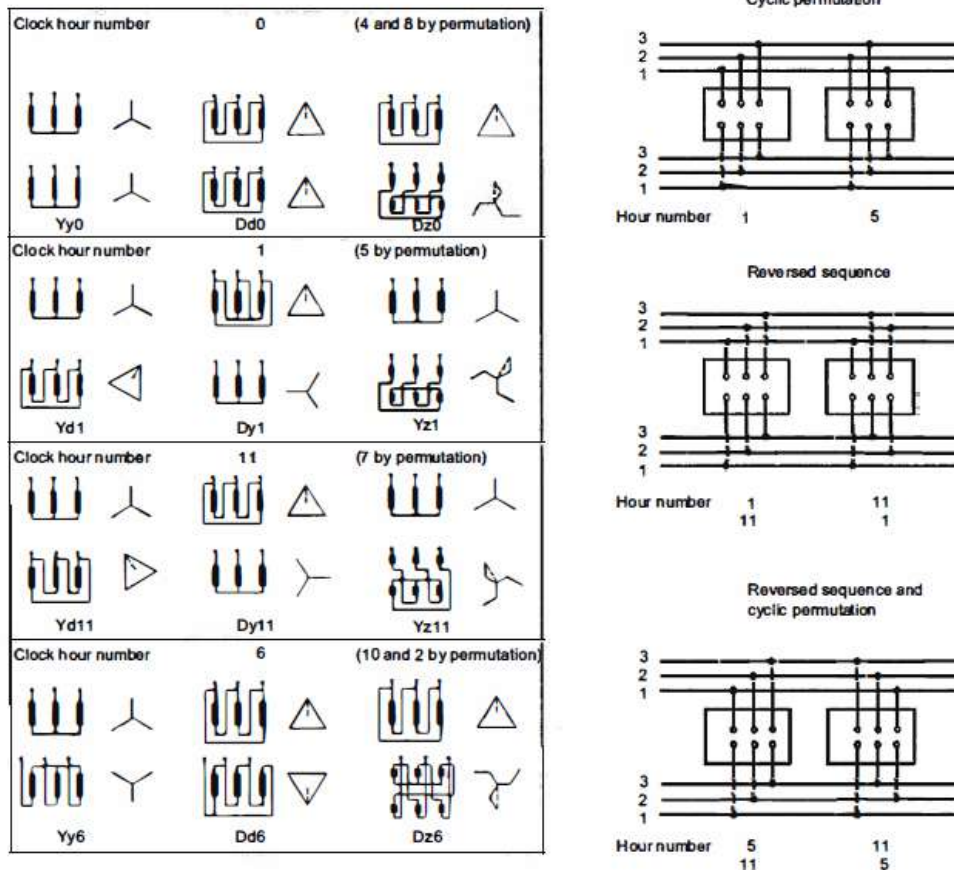 Clock hour number 0 (4 and 8 by permutation)
Yy0 Dd0 Dz0
Clock hour number 1 (5 by permutation)
Yd1 Dy1 Yz1
Clock hour number 11 (7 by permutation)
Yd11 Dy11 Yz11
Clock hour number 6 (10 and 2 by permutation)
Yy6 Dd6 Dz6
Cyclic permutation
3
2
1
3
2
1
Hour number 1 5
Reversed sequence
3
2
1
3
2
1
Hour number 1 11
11 1
Reversed sequence and
cyclic permutation
3
2
1
3
2
1
Hour number 5 11
11 5